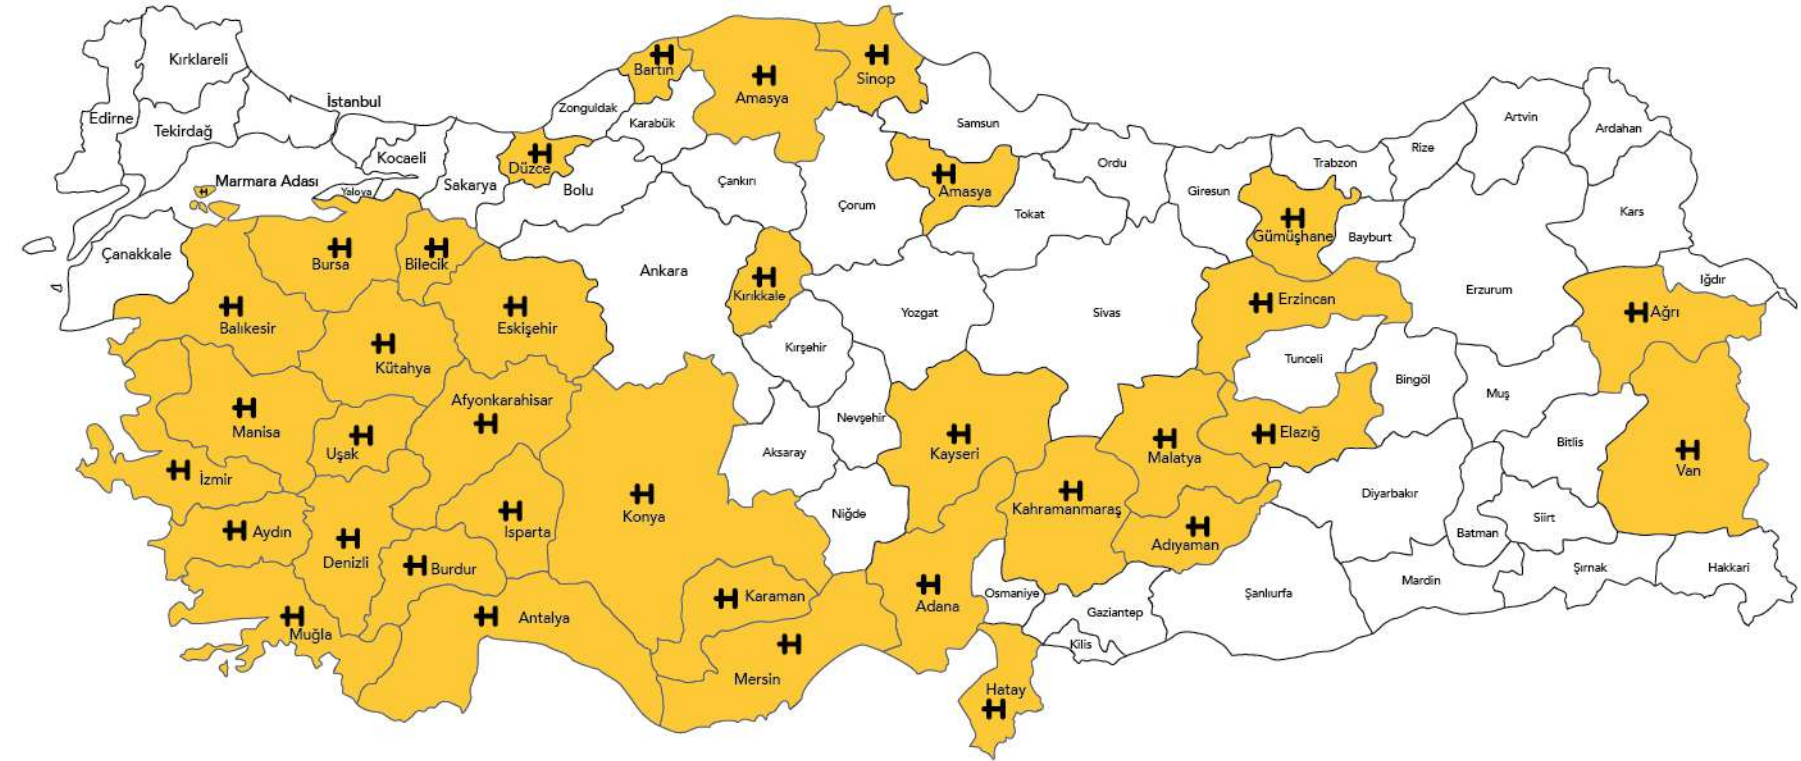 Kırklareli
Edirne
Tekirdağ
İstanbul
Kocaeli
Sakarya
Marmara Adası
Yalova
Çanakkale
Düzce
Bolu
Zonguldak
Bartın
Karabük
Amasya
Sinop
Samsun
Çankırı
Çorum
Amasya
Tokat
Ordu
Giresun
Trabzon
Rize
Artvin
Ardahan
Kars
Gümüşhane
Bayburt
Erzurum
Iğdır
Ağrı
Bursa
Bilecik
Eskişehir
Ankara
Kırıkkale
Yozgat
Sivas
Erzincan
Tunceli
Bingöl
Muş
Balıkesir
Kütahya
Kırşehir
Nevşehir
Manisa
Uşak
Afyonkarahisar
Aksaray
Kayseri
Malatya
Elazığ
Bitlis
Van
İzmir
Konya
Niğde
Kahramanmaraş
Adıyaman
Diyarbakır
Batman
Siirt
Aydın
Denizli
Isparta
Burdur
Karaman
Adana
Osmaniye
Gaziantep
Kilis
Şanlıurfa
Mardin
Şırnak
Hakkari
Muğla
Antalya
Mersin
Hatay